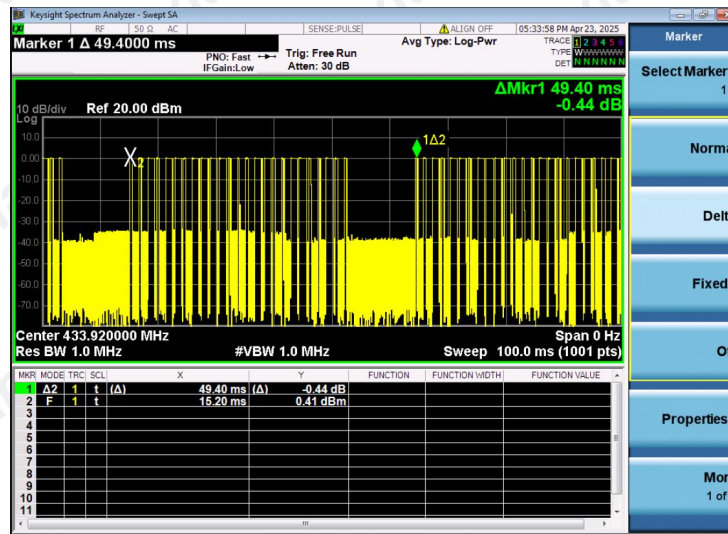 Keysight Spectrum Analyzer - Swept SA
RF 50 Ω AC SENSE:PULSE ALIGN OFF 05:33:58 PM Apr 23, 2025
Marker 1 Δ 49.4000 ms
PNO: Fast
IFGain:Low
Trig: Free Run
Atten: 30 dB
Avg Type: Log-Pwr
TRACE 1 2 3 4 5 6
TYPE W
DET N N N N N N
ΔMkr1 49.40 ms
-0.44 dB
10 dB/div Ref 20.00 dBm
Log
10.0
0.00
-10.0
-20.0
-30.0
-40.0
-50.0
-60.0
-70.0
X2
1Δ2
Center 433.920000 MHz Span 0 Hz
Res BW 1.0 MHz #VBW 1.0 MHz Sweep 100.0 ms (1001 pts)
MKR MODE TRC SCL X Y FUNCTION FUNCTION WIDTH FUNCTION VALUE
1 Δ2 1 t (Δ) 49.40 ms (Δ) -0.44 dB
2 F 1 t 15.20 ms 0.41 dBm
3
4
5
6
7
8
9
10
11
Marker
Select Marker
1
Norma
Delt
Fixed
O
Properties
Mor
1 of